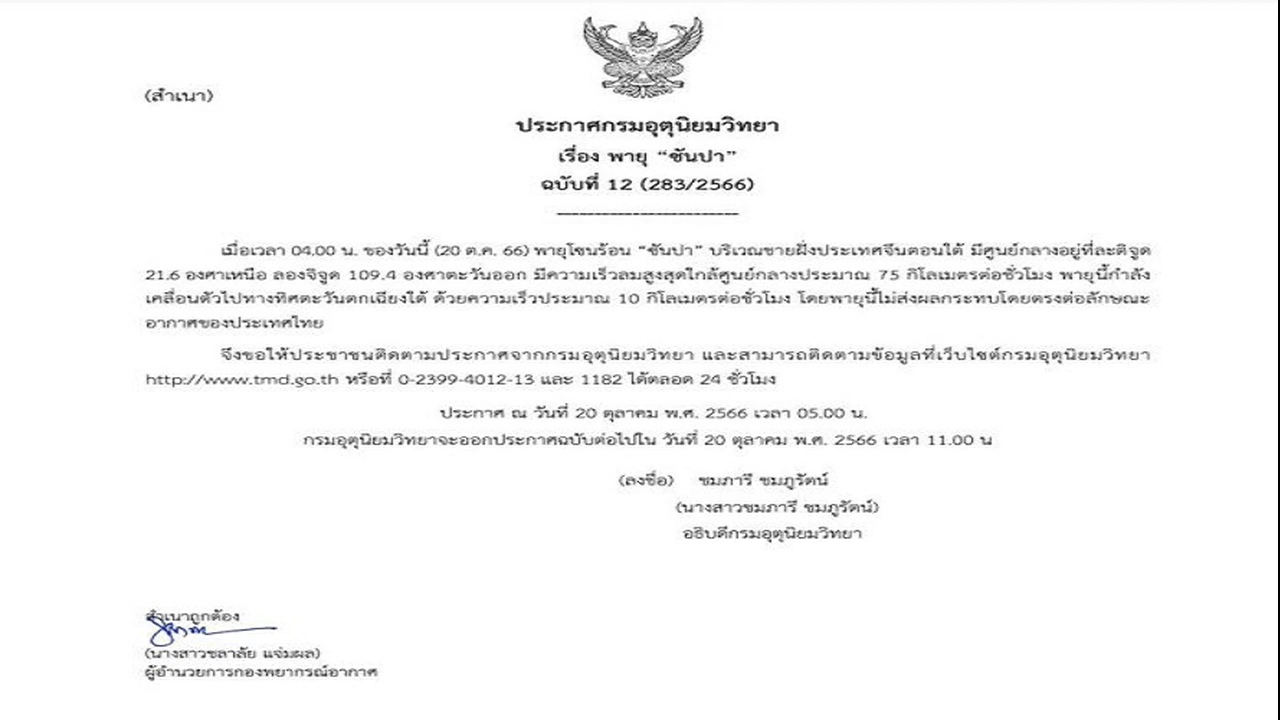 (สำเนา)
ประกาศกรมอุตุนิยมวิทยา
เรื่อง พายุ “ซันปา”
ฉบับที่ 12 (283/2566)
เมื่อเวลา 04.00 น. ของวันนี้ (20 ต.ค. 66) พายุโซนร้อน “ซันปา” บริเวณชายฝั่งประเทศจีนตอนใต้ มีศูนย์กลางอยู่ที่ละติจูด
21.6 องศาเหนือ ลองจิจูด 109.4 องศาตะวันออก มีความเร็วลมสูงสุดใกล้ศูนย์กลางประมาณ 75 กิโลเมตรต่อชั่วโมง พายุนี้กำลัง
เคลื่อนตัวไปทางทิศตะวันตกเฉียงใต้ ด้วยความเร็วประมาณ 10 กิโลเมตรต่อชั่วโมง โดยพายุนี้ไม่ส่งผลกระทบโดยตรงต่อลักษณะ
อากาศของประเทศไทย
จึงขอให้ประชาชนติดตามประกาศจากกรมอุตุนิยมวิทยา และสามารถติดตามข้อมูลที่เว็บไซต์กรมอุตุนิยมวิทยา
http://www.tmd.go.th หรือที่ 0-2399-4012-13 และ 1182 ได้ตลอด 24 ชั่วโมง
ประกาศ ณ วันที่ 20 ตุลาคม พ.ศ. 2566 เวลา 05.00 น.
กรมอุตุนิยมวิทยาจะออกประกาศฉบับต่อไปใน วันที่ 20 ตุลาคม พ.ศ. 2566 เวลา 11.00 น
(ลงชื่อ) ชมภารี ชมภูรัตน์
(นางสาวชมภารี ชมภูรัตน์)
อธิบดีกรมอุตุนิยมวิทยา
สำเนาถูกต้อง
(นางสาวชลาลัย แจ่มผล)
ผู้อำนวยการกองพยากรณ์อากาศ